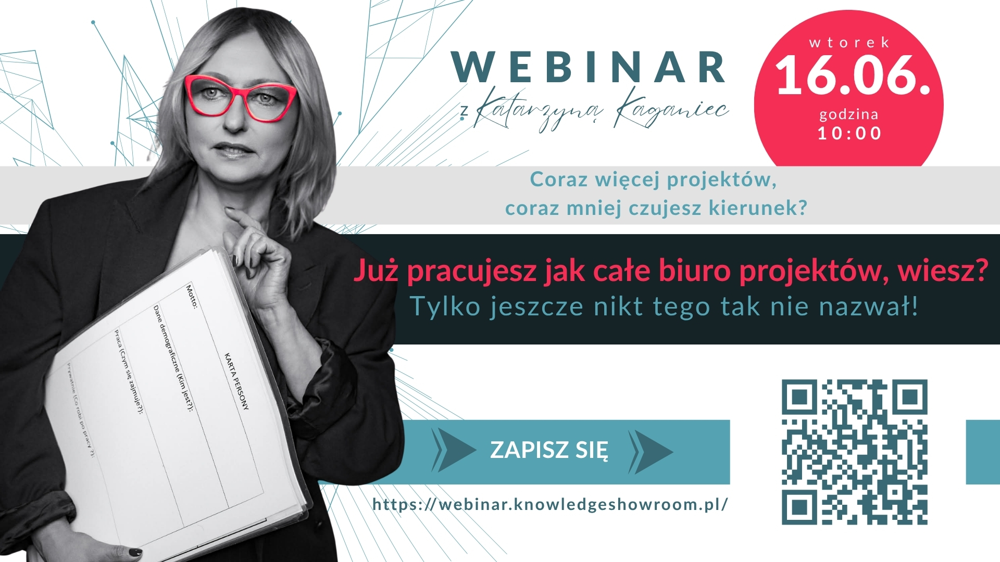 WEBINAR
z Katarzyną Kaganiec
wtorek
16.06.
godzina
10:00
Coraz więcej projektów,
coraz mniej czujesz kierunek?
Już pracujesz jak całe biuro projektów, wiesz?
Tylko jeszcze nikt tego tak nie nazwał!
KARTA PERSONY
Motto:
Dane demograficzne (Kim jest?):
Praca (Czym się zajmuje?):
Prywatnie (Co robi po pracy ?):
ZAPISZ SIĘ
https://webinar.knowledgeshowroom.pl/